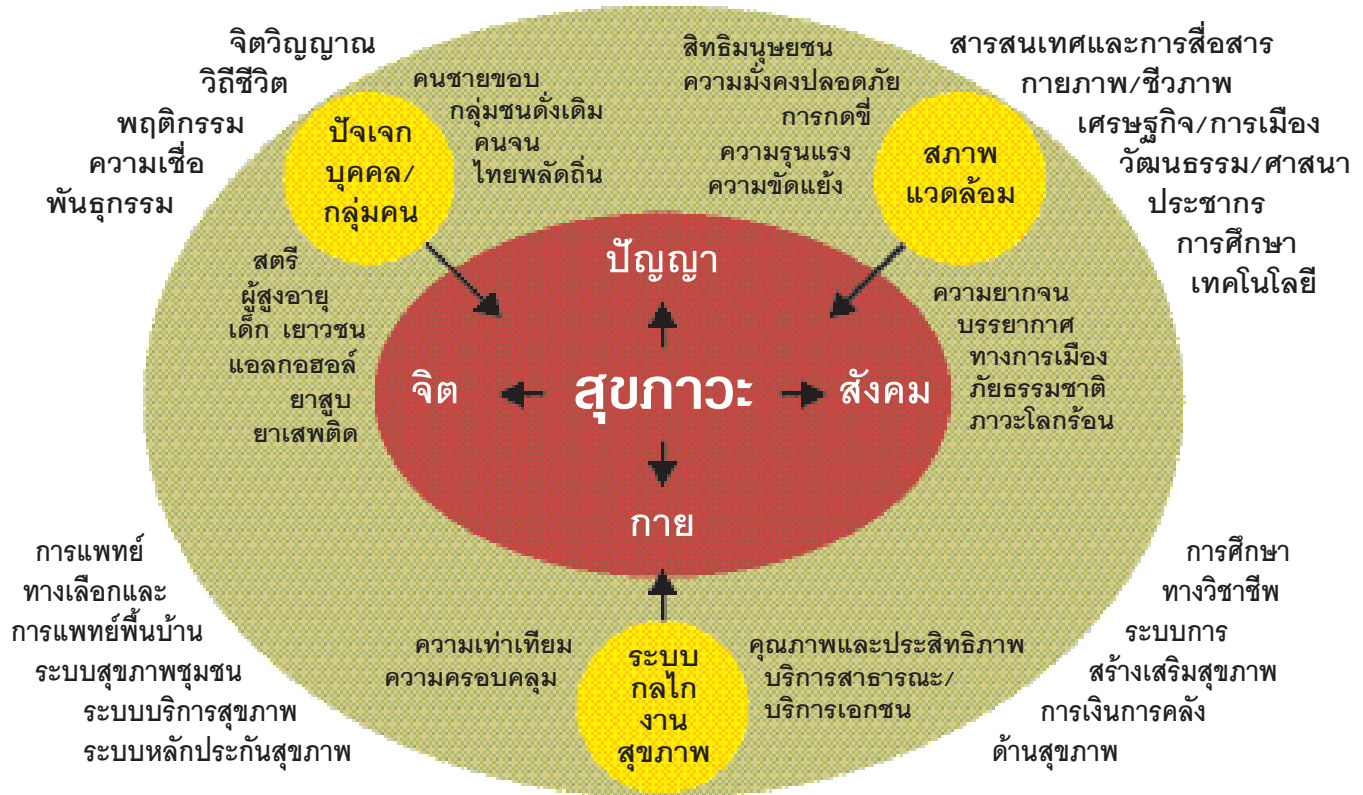 จิตวิญญาณ
วิถีชีวิต
พฤติกรรม
ความเชื่อ
พันธุกรรม
คนชายขอบ
กลุ่มชนดั่งเดิม
คนจน
ไทยพลัดถิ่น
ปัจเจก
บุคคล/
กลุ่มคน
สตรี
ผู้สูงอายุ
เด็ก เยาวชน
แอลกอฮอล์
ยาสูบ
ยาเสพติด
สิทธิมนุษยชน
ความมั่งคงปลอดภัย
การกดขี่
ความรุนแรง
ความขัดแย้ง
สภาพ
แวดล้อม
สารสนเทศและการสื่อสาร
กายภาพ/ชีวภาพ
เศรษฐกิจ/การเมือง
วัฒนธรรม/ศาสนา
ประชากร
การศึกษา
เทคโนโลยี
ความยากจน
บรรยากาศ
ทางการเมือง
ภัยธรรมชาติ
ภาวะโลกร้อน
ปัญญา
จิต
สุขภาวะ
สังคม
กาย
การแพทย์
ทางเลือกและ
การแพทย์พื้นบ้าน
ระบบสุขภาพชุมชน
ระบบบริการสุขภาพ
ระบบหลักประกันสุขภาพ
ความเท่าเทียม
ความครอบคลุม
ระบบ
กลไก
งาน
สุขภาพ
คุณภาพและประสิทธิภาพ
บริการสาธารณะ/
บริการเอกชน
การศึกษา
ทางวิชาชีพ
ระบบการ
สร้างเสริมสุขภาพ
การเงินการคลัง
ด้านสุขภาพ